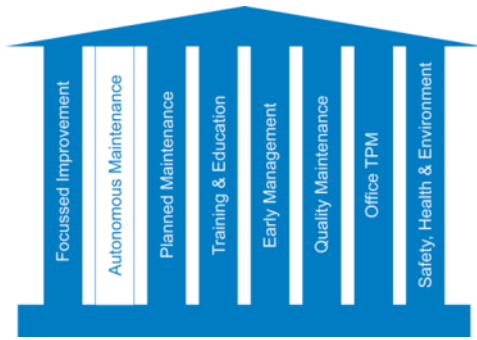 Focussed Improvement
Autonomous Maintenance
Planned Maintenance
Training & Education
Early Management
Quality Maintenance
Office TPM
Safety, Health & Environment